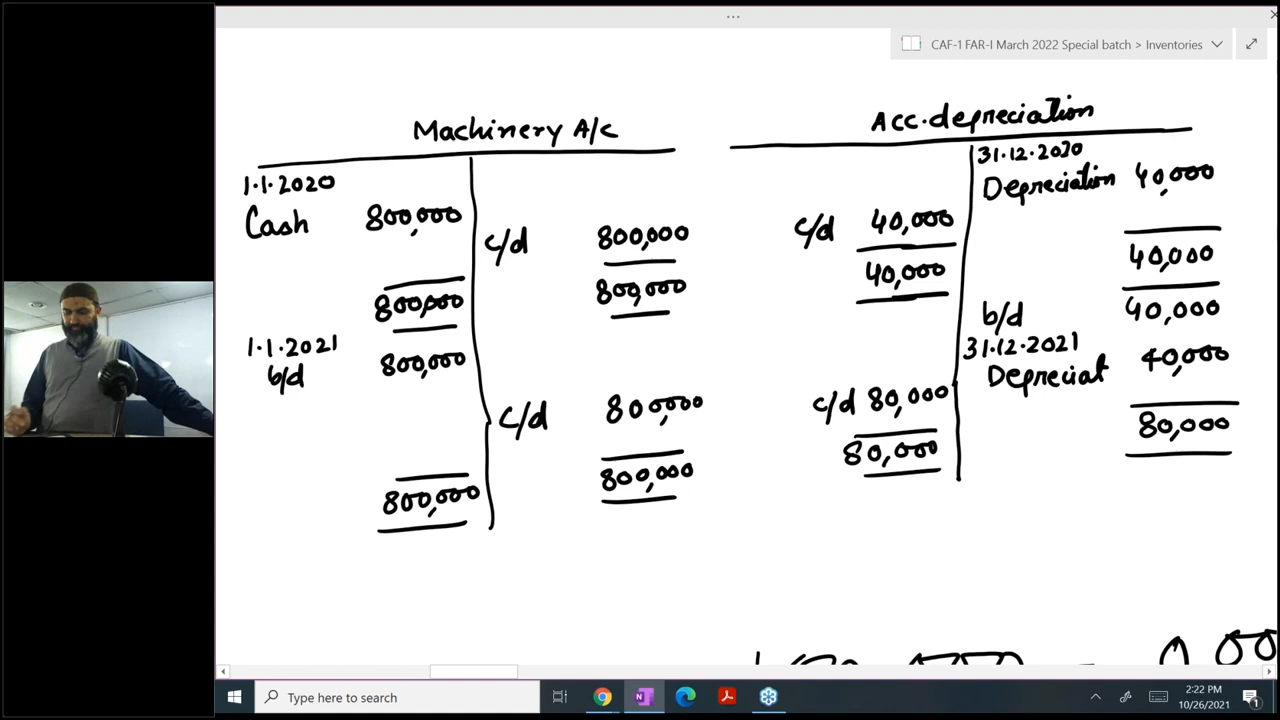 CAF-1 FAR-I March 2022 Special batch > Inventories
Machinery A/c
1.1.2020
Cash 800,000
c/d 800,000
800,000
800,000
1.1.2021
b/d 800,000
c/d 800,000
800,000
800,000
Acc. depreciation
31.12.2020
Depreciation 40,000
c/d 40,000
40,000
40,000
b/d 40,000
31.12.2021
Depreciat 40,000
c/d 80,000
80,000
80,000
Type here to search
2:22 PM
10/26/2021
1